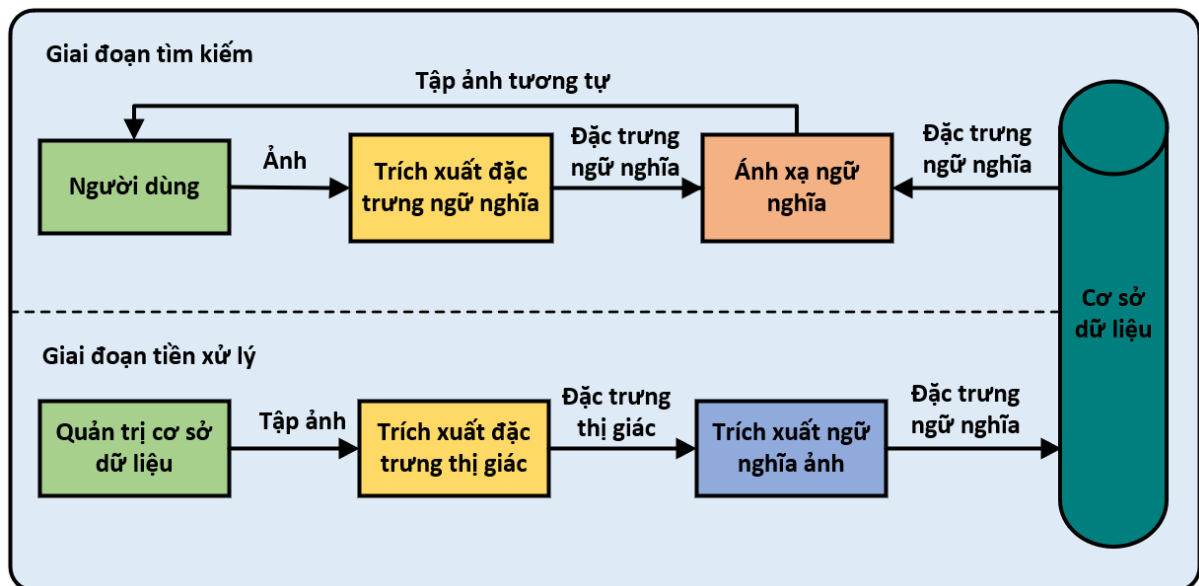 Giai đoạn tìm kiếm
Tập ảnh tương tự
Người dùng
Ảnh
Trích xuất đặc
trưng ngữ nghĩa
Đặc trưng
ngữ nghĩa
Ánh xạ ngữ
nghĩa
Đặc trưng
ngữ nghĩa
Cơ sở
dữ liệu
Giai đoạn tiền xử lý
Quản trị cơ sở
dữ liệu
Tập ảnh
Trích xuất đặc
trưng thị giác
Đặc trưng
thị giác
Trích xuất ngữ
nghĩa ảnh
Đặc trưng
ngữ nghĩa